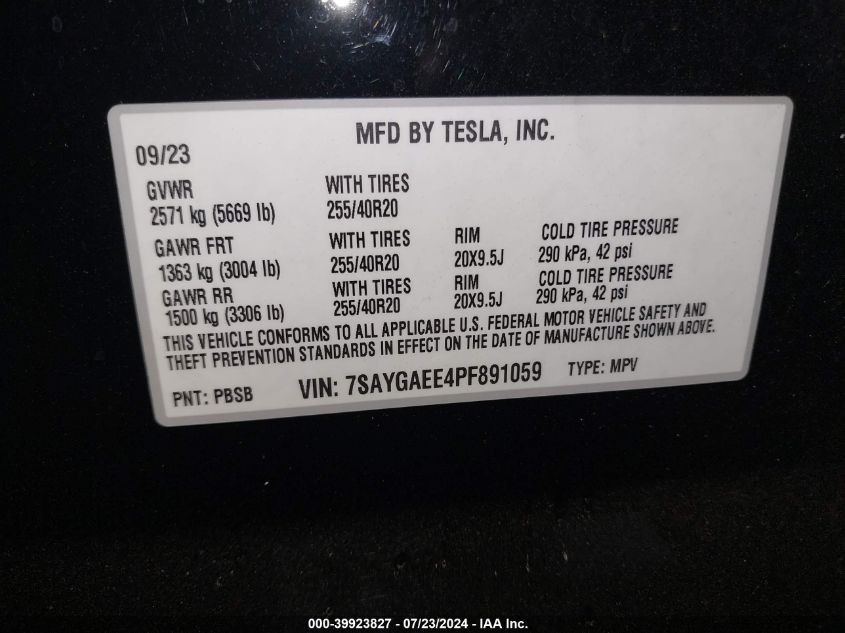 MFD BY TESLA, INC.
09/23
GVWR WITH TIRES
2571 kg (5669 lb) 255/40R20
GAWR FRT WITH TIRES RIM COLD TIRE PRESSURE
1363 kg (3004 lb) 255/40R20 20X9.5J 290 kPa, 42 psi
GAWR RR WITH TIRES RIM COLD TIRE PRESSURE
1500 kg (3306 lb) 255/40R20 20X9.5J 290 kPa, 42 psi
THIS VEHICLE CONFORMS TO ALL APPLICABLE U.S. FEDERAL MOTOR VEHICLE SAFETY AND
THEFT PREVENTION STANDARDS IN EFFECT ON THE DATE OF MANUFACTURE SHOWN ABOVE.
PNT: PBSB VIN: 7SAYGAEE4PF891059 TYPE: MPV
000-39923827 - 07/23/2024 - IAA Inc.